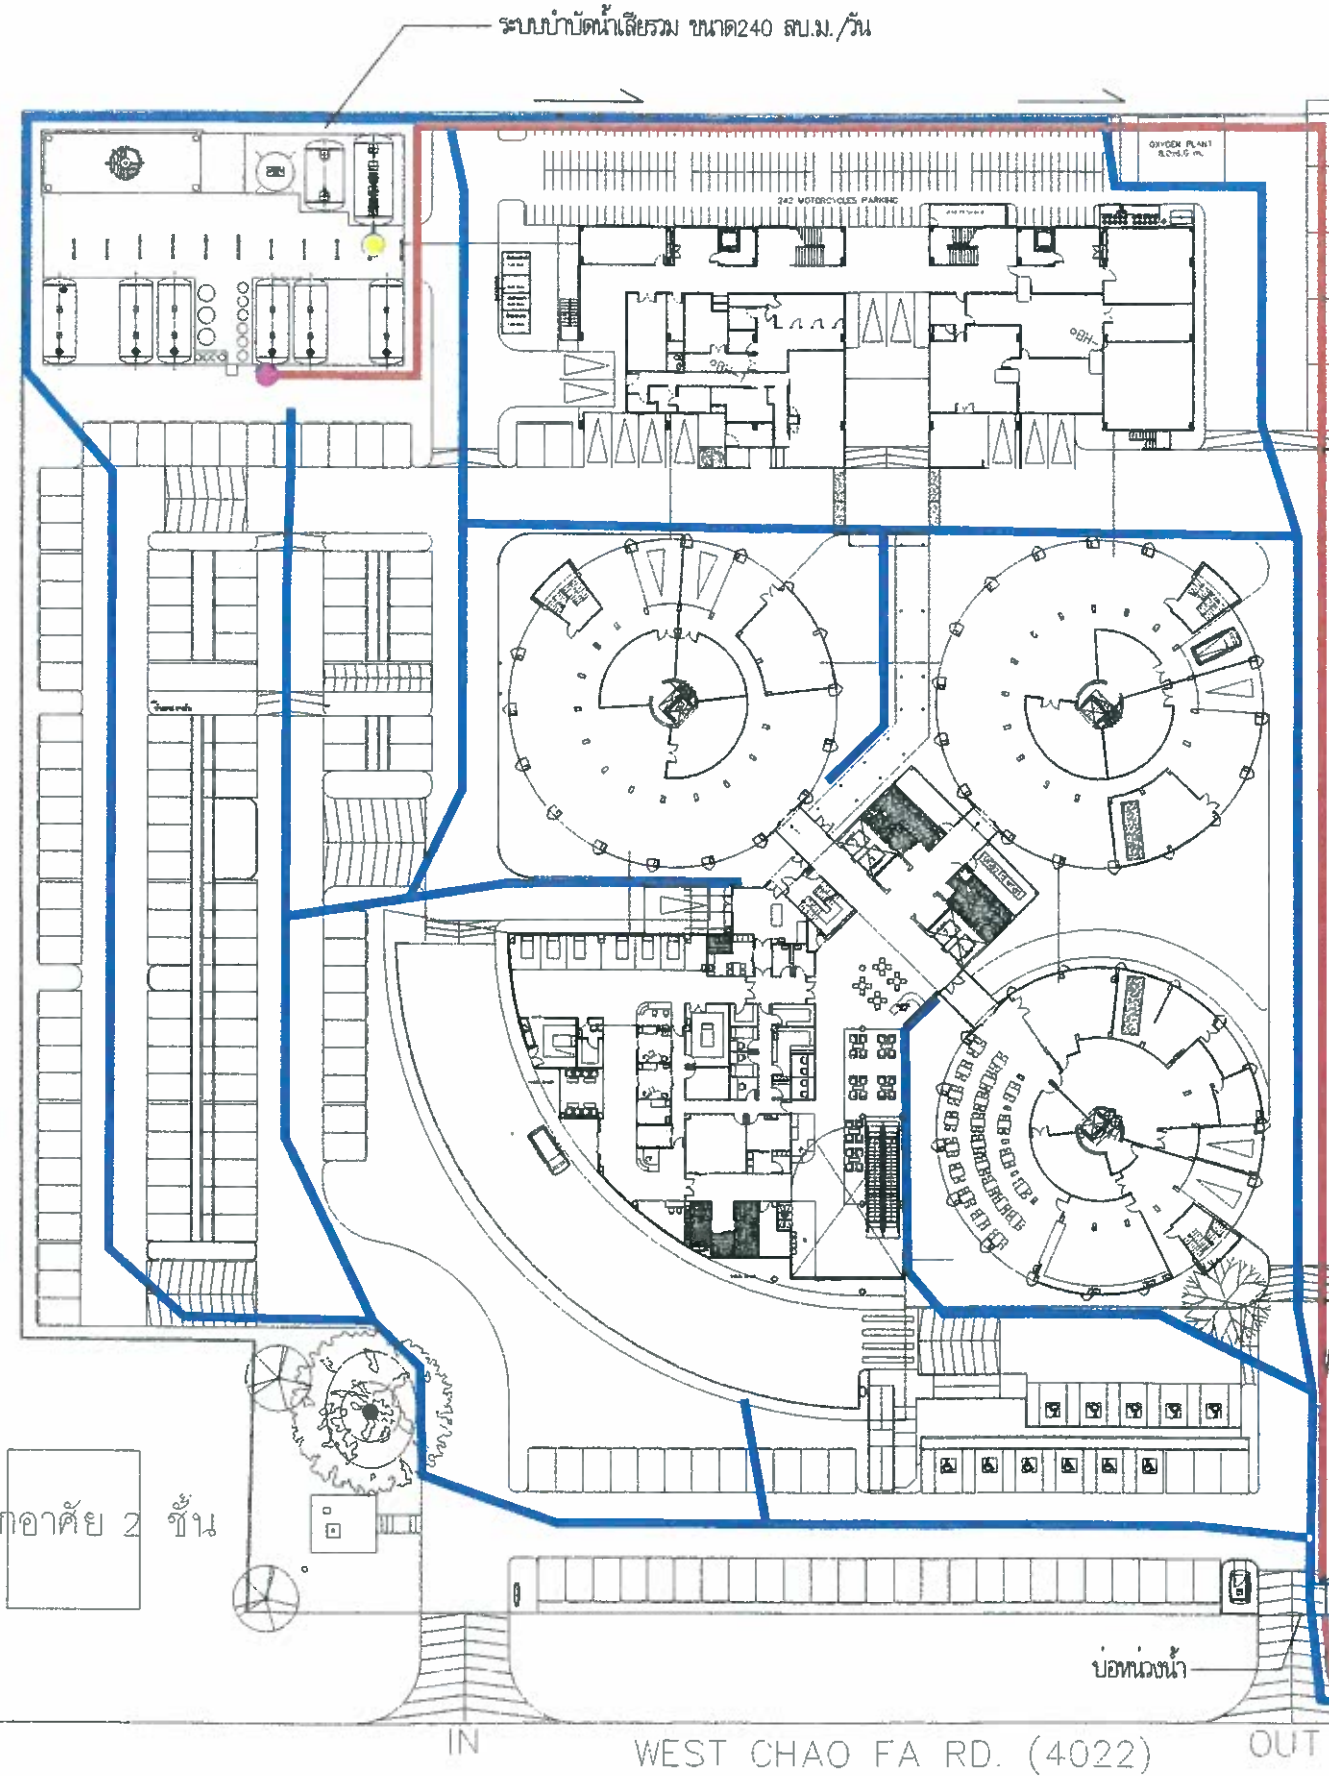 ระบบบำบัดน้ำเสียรวม ขนาด240 ลบ.ม./วัน
OXYGEN PLANT
242 MOTORCYCLES PARKING
กอาศัย 2 ชั้น
บ่อหน่วงน้ำ
IN
WEST CHAO FA RD. (4022)
OUT